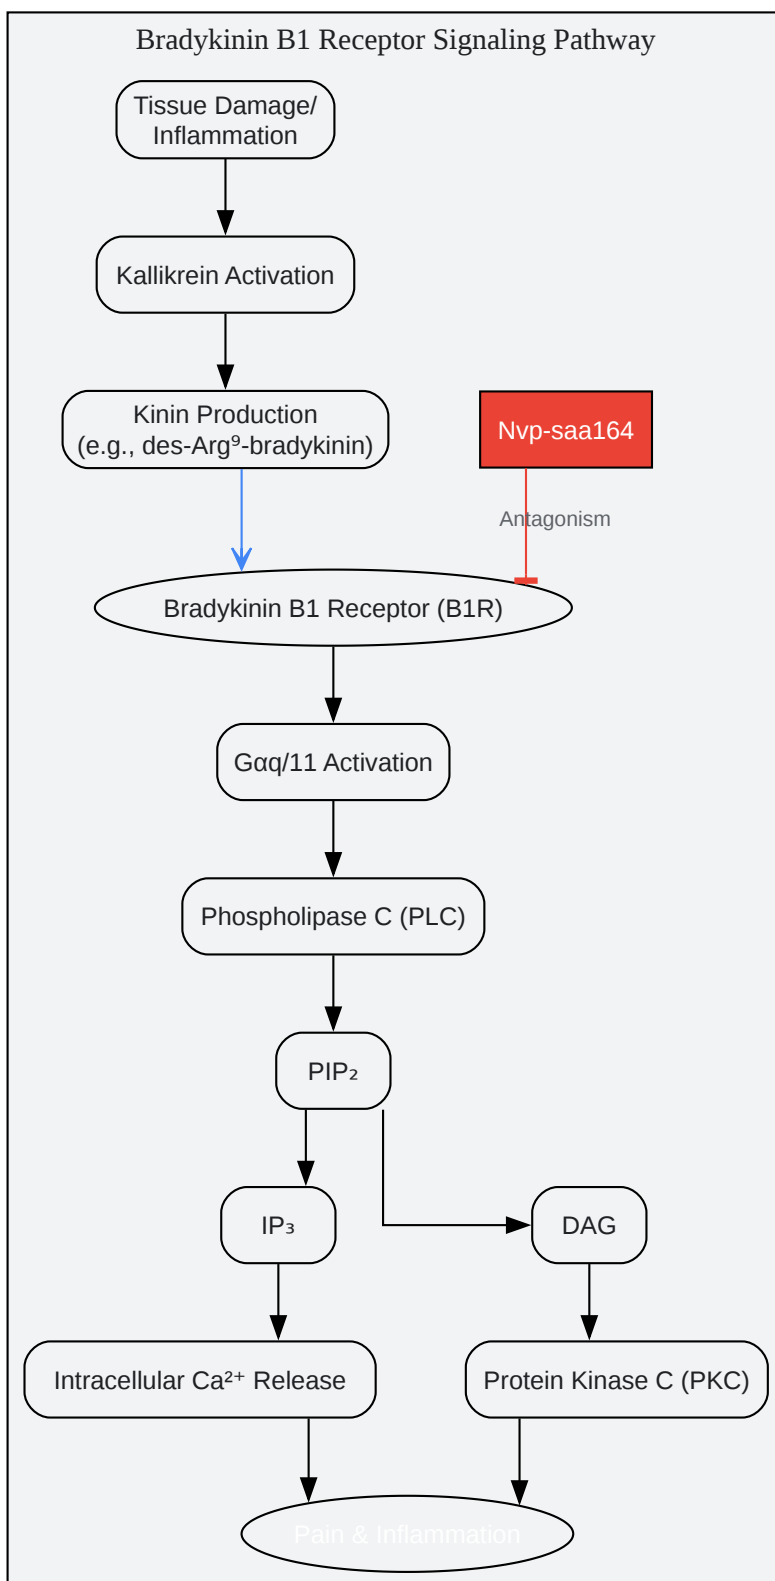 Bradykinin B1 Receptor Signaling Pathway
Tissue Damage/
Inflammation
Kallikrein Activation
Kinin Production
(e.g., des-Arg⁹-bradykinin)
Nvp-saa164
Antagonism
Bradykinin B1 Receptor (B1R)
Gαq/11 Activation
Phospholipase C (PLC)
PIP₂
IP₃
DAG
Intracellular Ca²⁺ Release
Protein Kinase C (PKC)
Pain & Inflammation